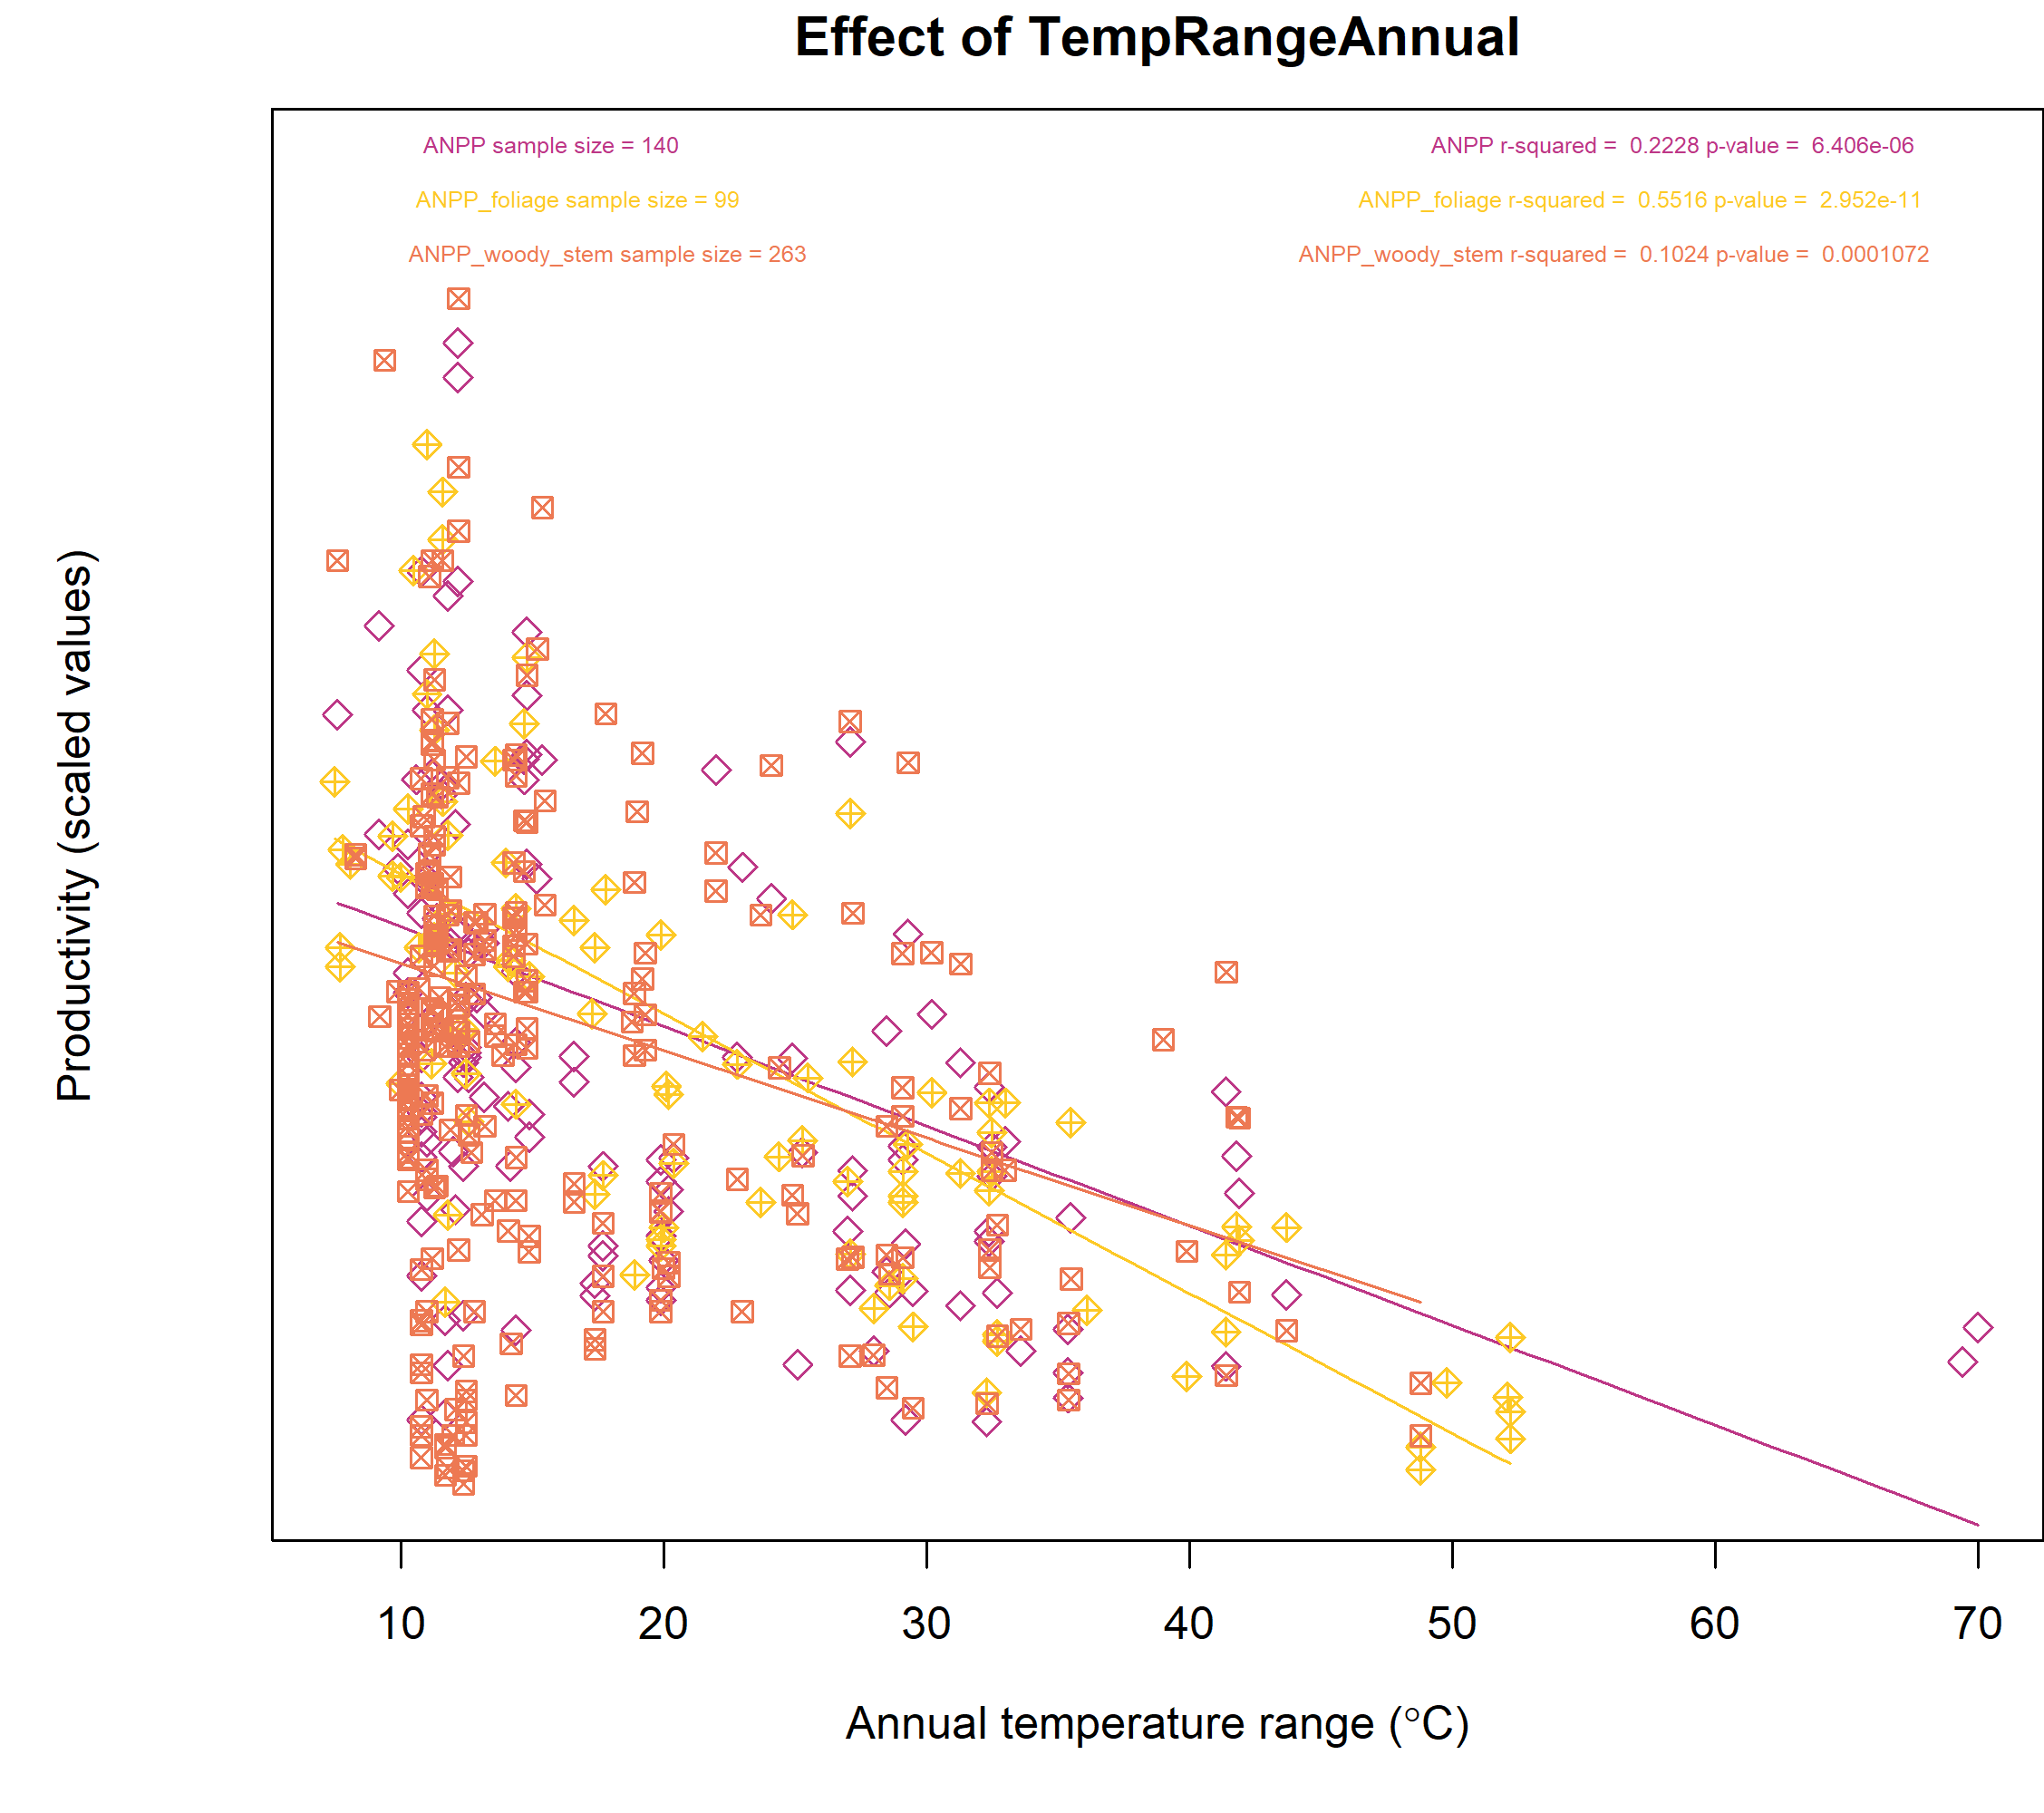 Effect of TempRangeAnnual
ANPP sample size = 140
ANPP r-squared =  0.2228 p-value =  6.406e-06
ANPP_foliage sample size = 99
ANPP_foliage r-squared =  0.5516 p-value =  2.952e-11
ANPP_woody_stem sample size = 263
ANPP_woody_stem r-squared =  0.1024 p-value =  0.0001072
Productivity (scaled values)
10 20 30 40 50 60 70
Annual temperature range (°C)